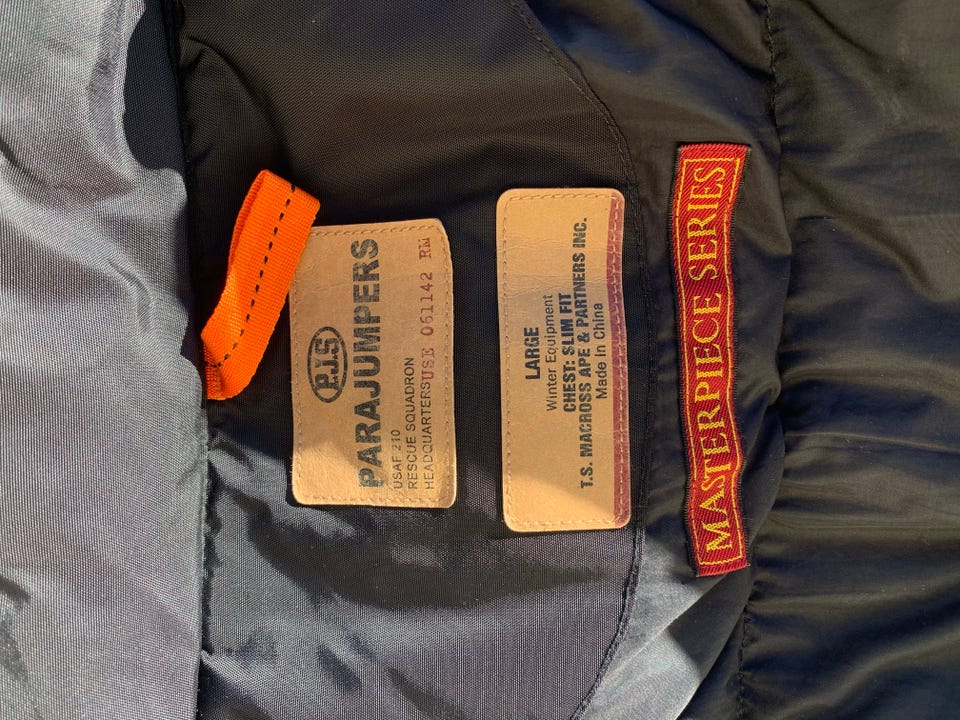 PJS
PARAJUMPERS
USAF 210
RESCUE SQUADRON
HEADQUARTERS USE 061142 RM
LARGE
Winter Equipment
CHEST: SLIM FIT
T.S. MACROSS APE & PARTNERS INC.
Made In China
MASTERPIECE SERIES